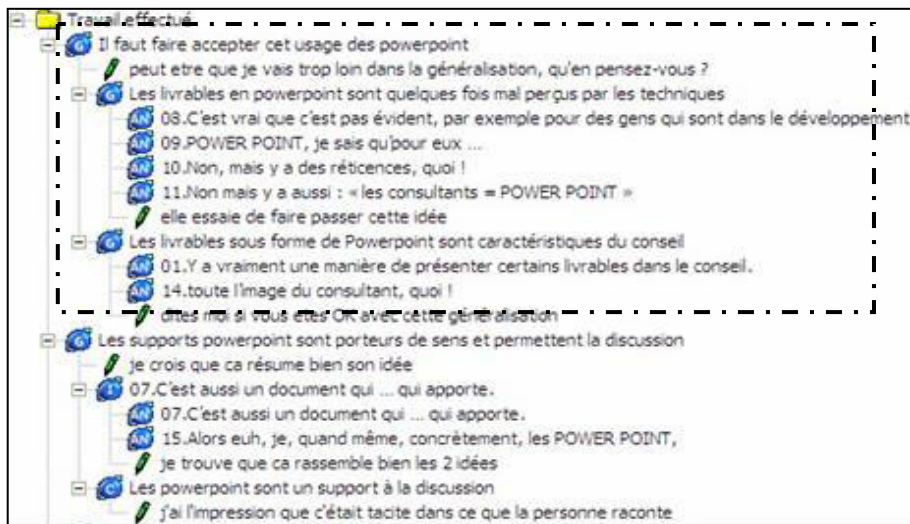 Travail effectué
G Il faut faire accepter cet usage des powerpoint
peut etre que je vais trop loin dans la généralisation, qu'en pensez-vous ?
G Les livrables en powerpoint sont quelques fois mal perçus par les techniques
AN 08.C'est vrai que c'est pas évident, par exemple pour des gens qui sont dans le développement
AN 09.POWER POINT, je sais qu'pour eux ...
AN 10.Non, mais y a des réticences, quoi !
AN 11.Non mais y a aussi : « les consultants = POWER POINT »
elle essaie de faire passer cette idée
G Les livrables sous forme de Powerpoint sont caractéristiques du conseil
AN 01.Y a vraiment une manière de présenter certains livrables dans le conseil.
AN 14.toute l'image du consultant, quoi !
dites moi si vous etes OK avec cette généralisation
G Les supports powerpoint sont porteurs de sens et permettent la discussion
je crois que ca résume bien son idée
I 07.C'est aussi un document qui ... qui apporte.
AN 07.C'est aussi un document qui ... qui apporte.
AN 15.Alors euh, je, quand même, concrètement, les POWER POINT,
je trouve que ca rassemble bien les 2 idées
C Les powerpoint sont un support à la discussion
j'ai l'impression que c'était tacite dans ce que la personne raconte